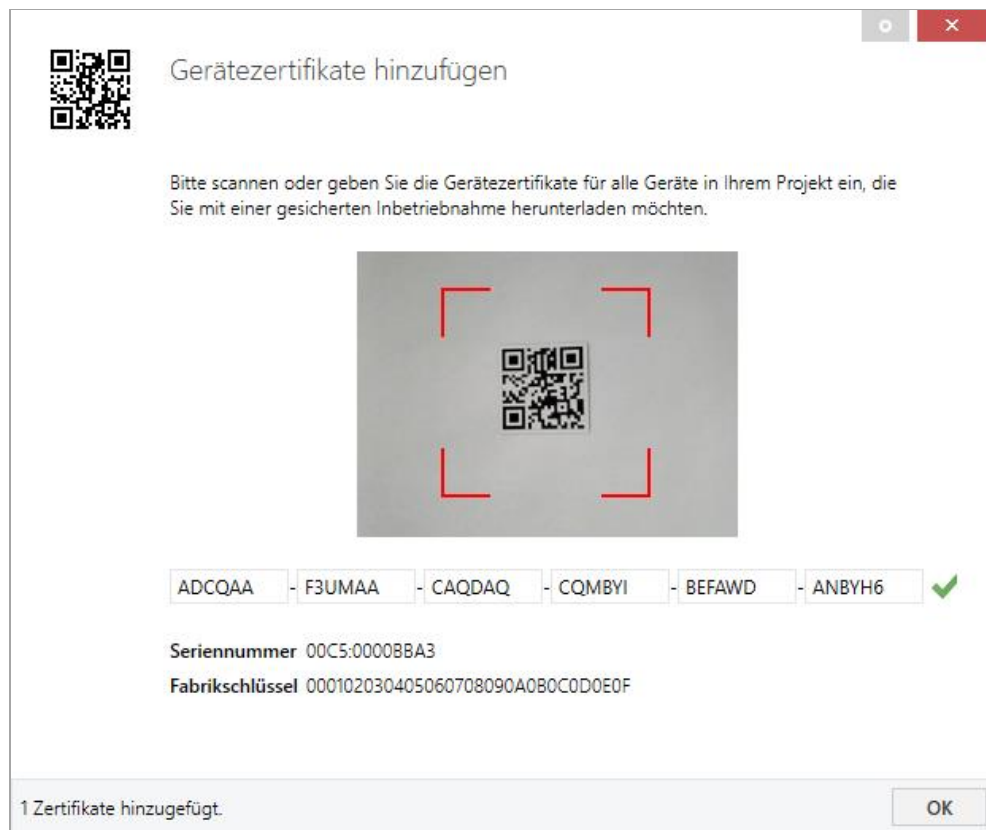 Gerätezertifikate hinzufügen
Bitte scannen oder geben Sie die Gerätezertifikate für alle Geräte in Ihrem Projekt ein, die
Sie mit einer gesicherten Inbetriebnahme herunterladen möchten.
ADCQAA - F3UMAA - CAQDAQ - CQMBYI - BEFAWD - ANBYH6
Seriennummer 00C5:0000BBA3
Fabrikschlüssel 000102030405060708090A0B0C0D0E0F
1 Zertifikate hinzugefügt.
OK